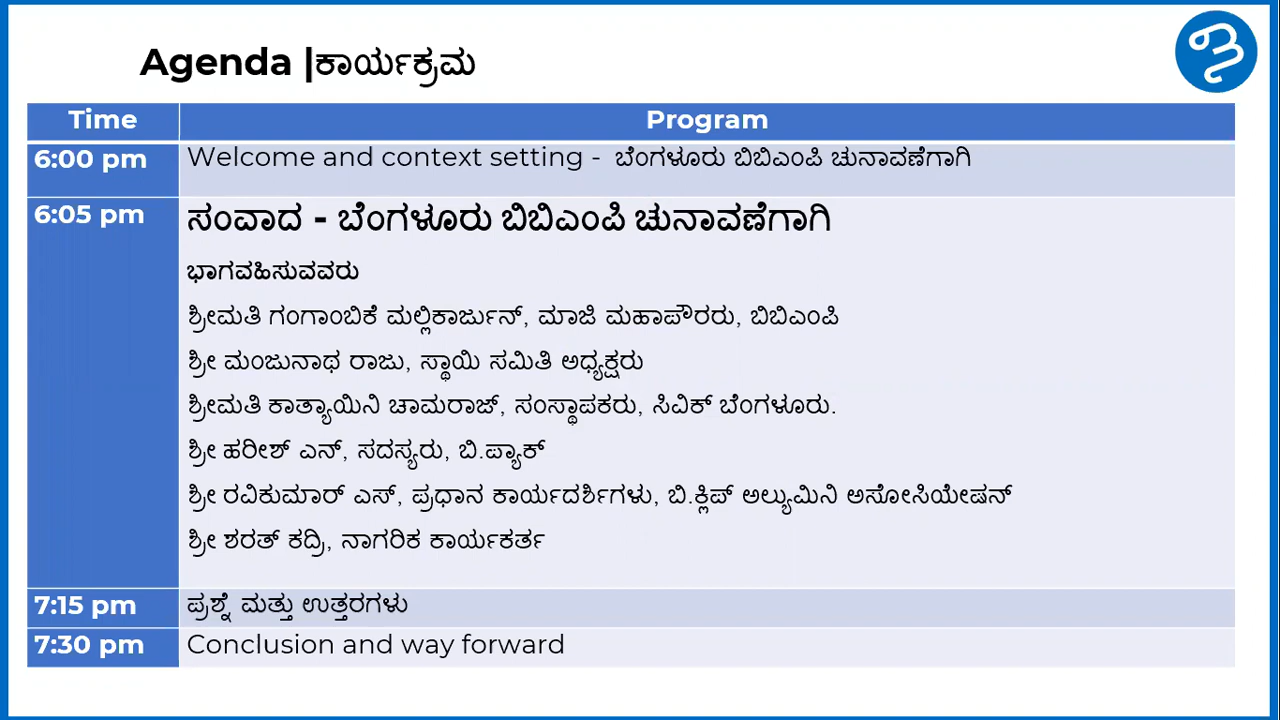 Agenda |ಕಾರ್ಯಕ್ರಮ
Time Program
6:00 pm Welcome and context setting - ಬೆಂಗಳೂರು ಬಿಬಿಎಂಪಿ ಚುನಾವಣೆಗಾಗಿ
6:05 pm ಸಂವಾದ - ಬೆಂಗಳೂರು ಬಿಬಿಎಂಪಿ ಚುನಾವಣೆಗಾಗಿ
ಭಾಗವಹಿಸುವವರು
ಶ್ರೀಮತಿ ಗಂಗಾಂಬಿಕೆ ಮಲ್ಲಿಕಾರ್ಜುನ್, ಮಾಜಿ ಮಹಾಪೌರರು, ಬಿಬಿಎಂಪಿ
ಶ್ರೀ ಮಂಜುನಾಥ ರಾಜು, ಸ್ಥಾಯಿ ಸಮಿತಿ ಅಧ್ಯಕ್ಷರು
ಶ್ರೀಮತಿ ಕಾತ್ಯಾಯಿನಿ ಚಾಮರಾಜ್, ಸಂಸ್ಥಾಪಕರು, ಸಿವಿಕ್ ಬೆಂಗಳೂರು.
ಶ್ರೀ ಹರೀಶ್ ಎನ್, ಸದಸ್ಯರು, ಬಿ.ಪ್ಯಾಕ್
ಶ್ರೀ ರವಿಕುಮಾರ್ ಎಸ್, ಪ್ರಧಾನ ಕಾರ್ಯದರ್ಶಿಗಳು, ಬಿ.ಕ್ಲಿಪ್ ಅಲ್ಯುಮಿನಿ ಅಸೋಸಿಯೇಷನ್
ಶ್ರೀ ಶರತ್ ಕದ್ರಿ, ನಾಗರಿಕ ಕಾರ್ಯಕರ್ತ
7:15 pm ಪ್ರಶ್ನೆ ಮತ್ತು ಉತ್ತರಗಳು
7:30 pm Conclusion and way forward